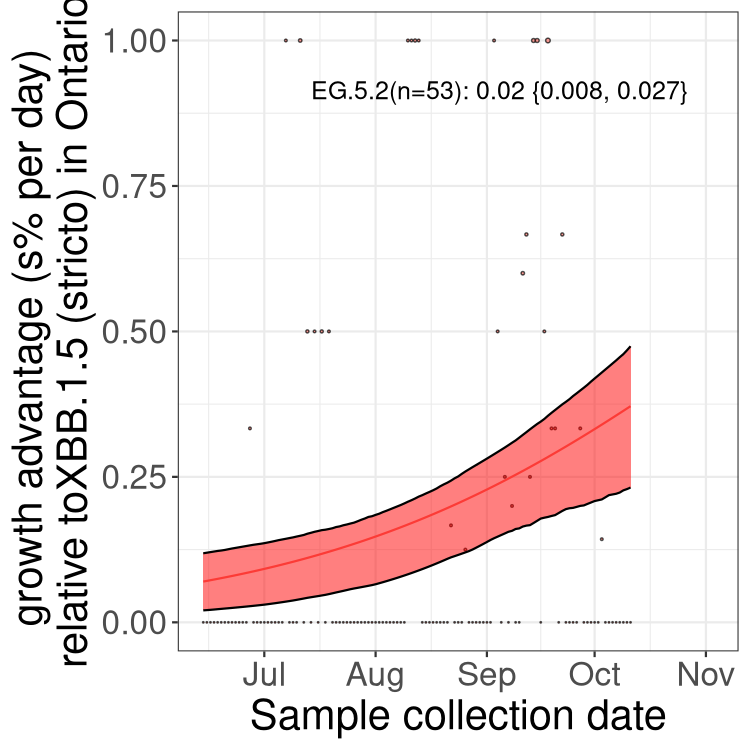 growth advantage (s% per day)
relative toXBB.1.5 (stricto) in Ontario
1.00
0.75
0.50
0.25
0.00
EG.5.2(n=53): 0.02 {0.008, 0.027}
Jul Aug Sep Oct Nov
Sample collection date